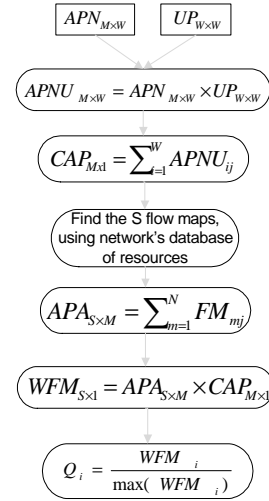 APN_{M×W}
UP_{W×W}
APNU_{M×W} = APN_{M×W} × UP_{W×W}
CAP_{Mx1} = ∑_{i=1}^{W} APNU_{ij}
Find the S flow maps,
using network's database
of resources
APA_{S×M} = ∑_{m=1}^{N} FM_{mj}
WFM_{S×1} = APA_{S×M} × CAP_{M×1}
Q_i = WFM_i / max( WFM_i )